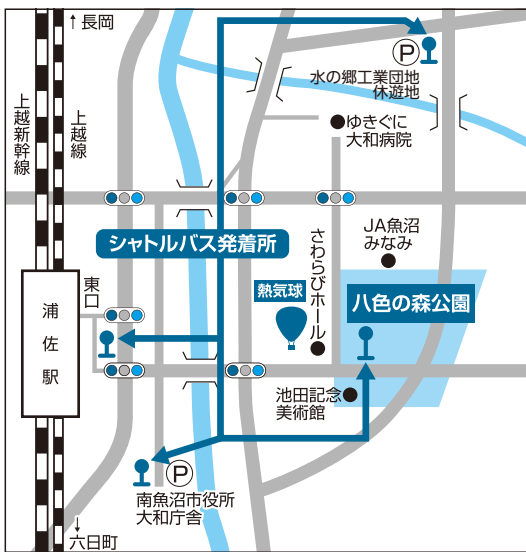 ↑長岡
上越新幹線
上越線
P
水の郷工業団地
休遊地
ゆきぐに
大和病院
シャトルバス発着所
JA魚沼
みなみ
さわらびホール
熱気球
八色の森公園
東口
浦佐駅
池田記念
美術館
P
南魚沼市役所
大和庁舎
↓
六日町